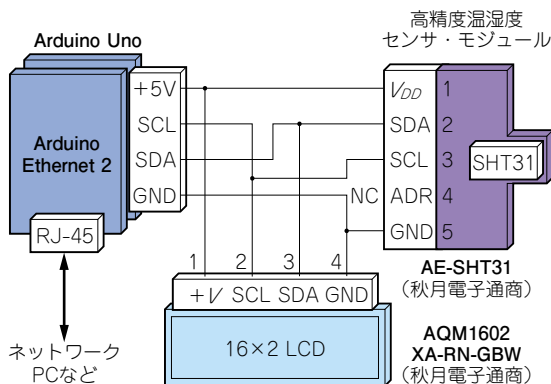 高精度温湿度
センサ・モジュール
Arduino Uno
Arduino
Ethernet 2
+5V
SCL
SDA
GND
RJ-45
ネットワーク
PCなど
VDD 1
SDA 2
SCL 3
NC ADR 4
GND 5
SHT31
AE-SHT31
(秋月電子通商)
1 2 3 4
+V SCL SDA GND
16×2 LCD
AQM1602
XA-RN-GBW
(秋月電子通商)